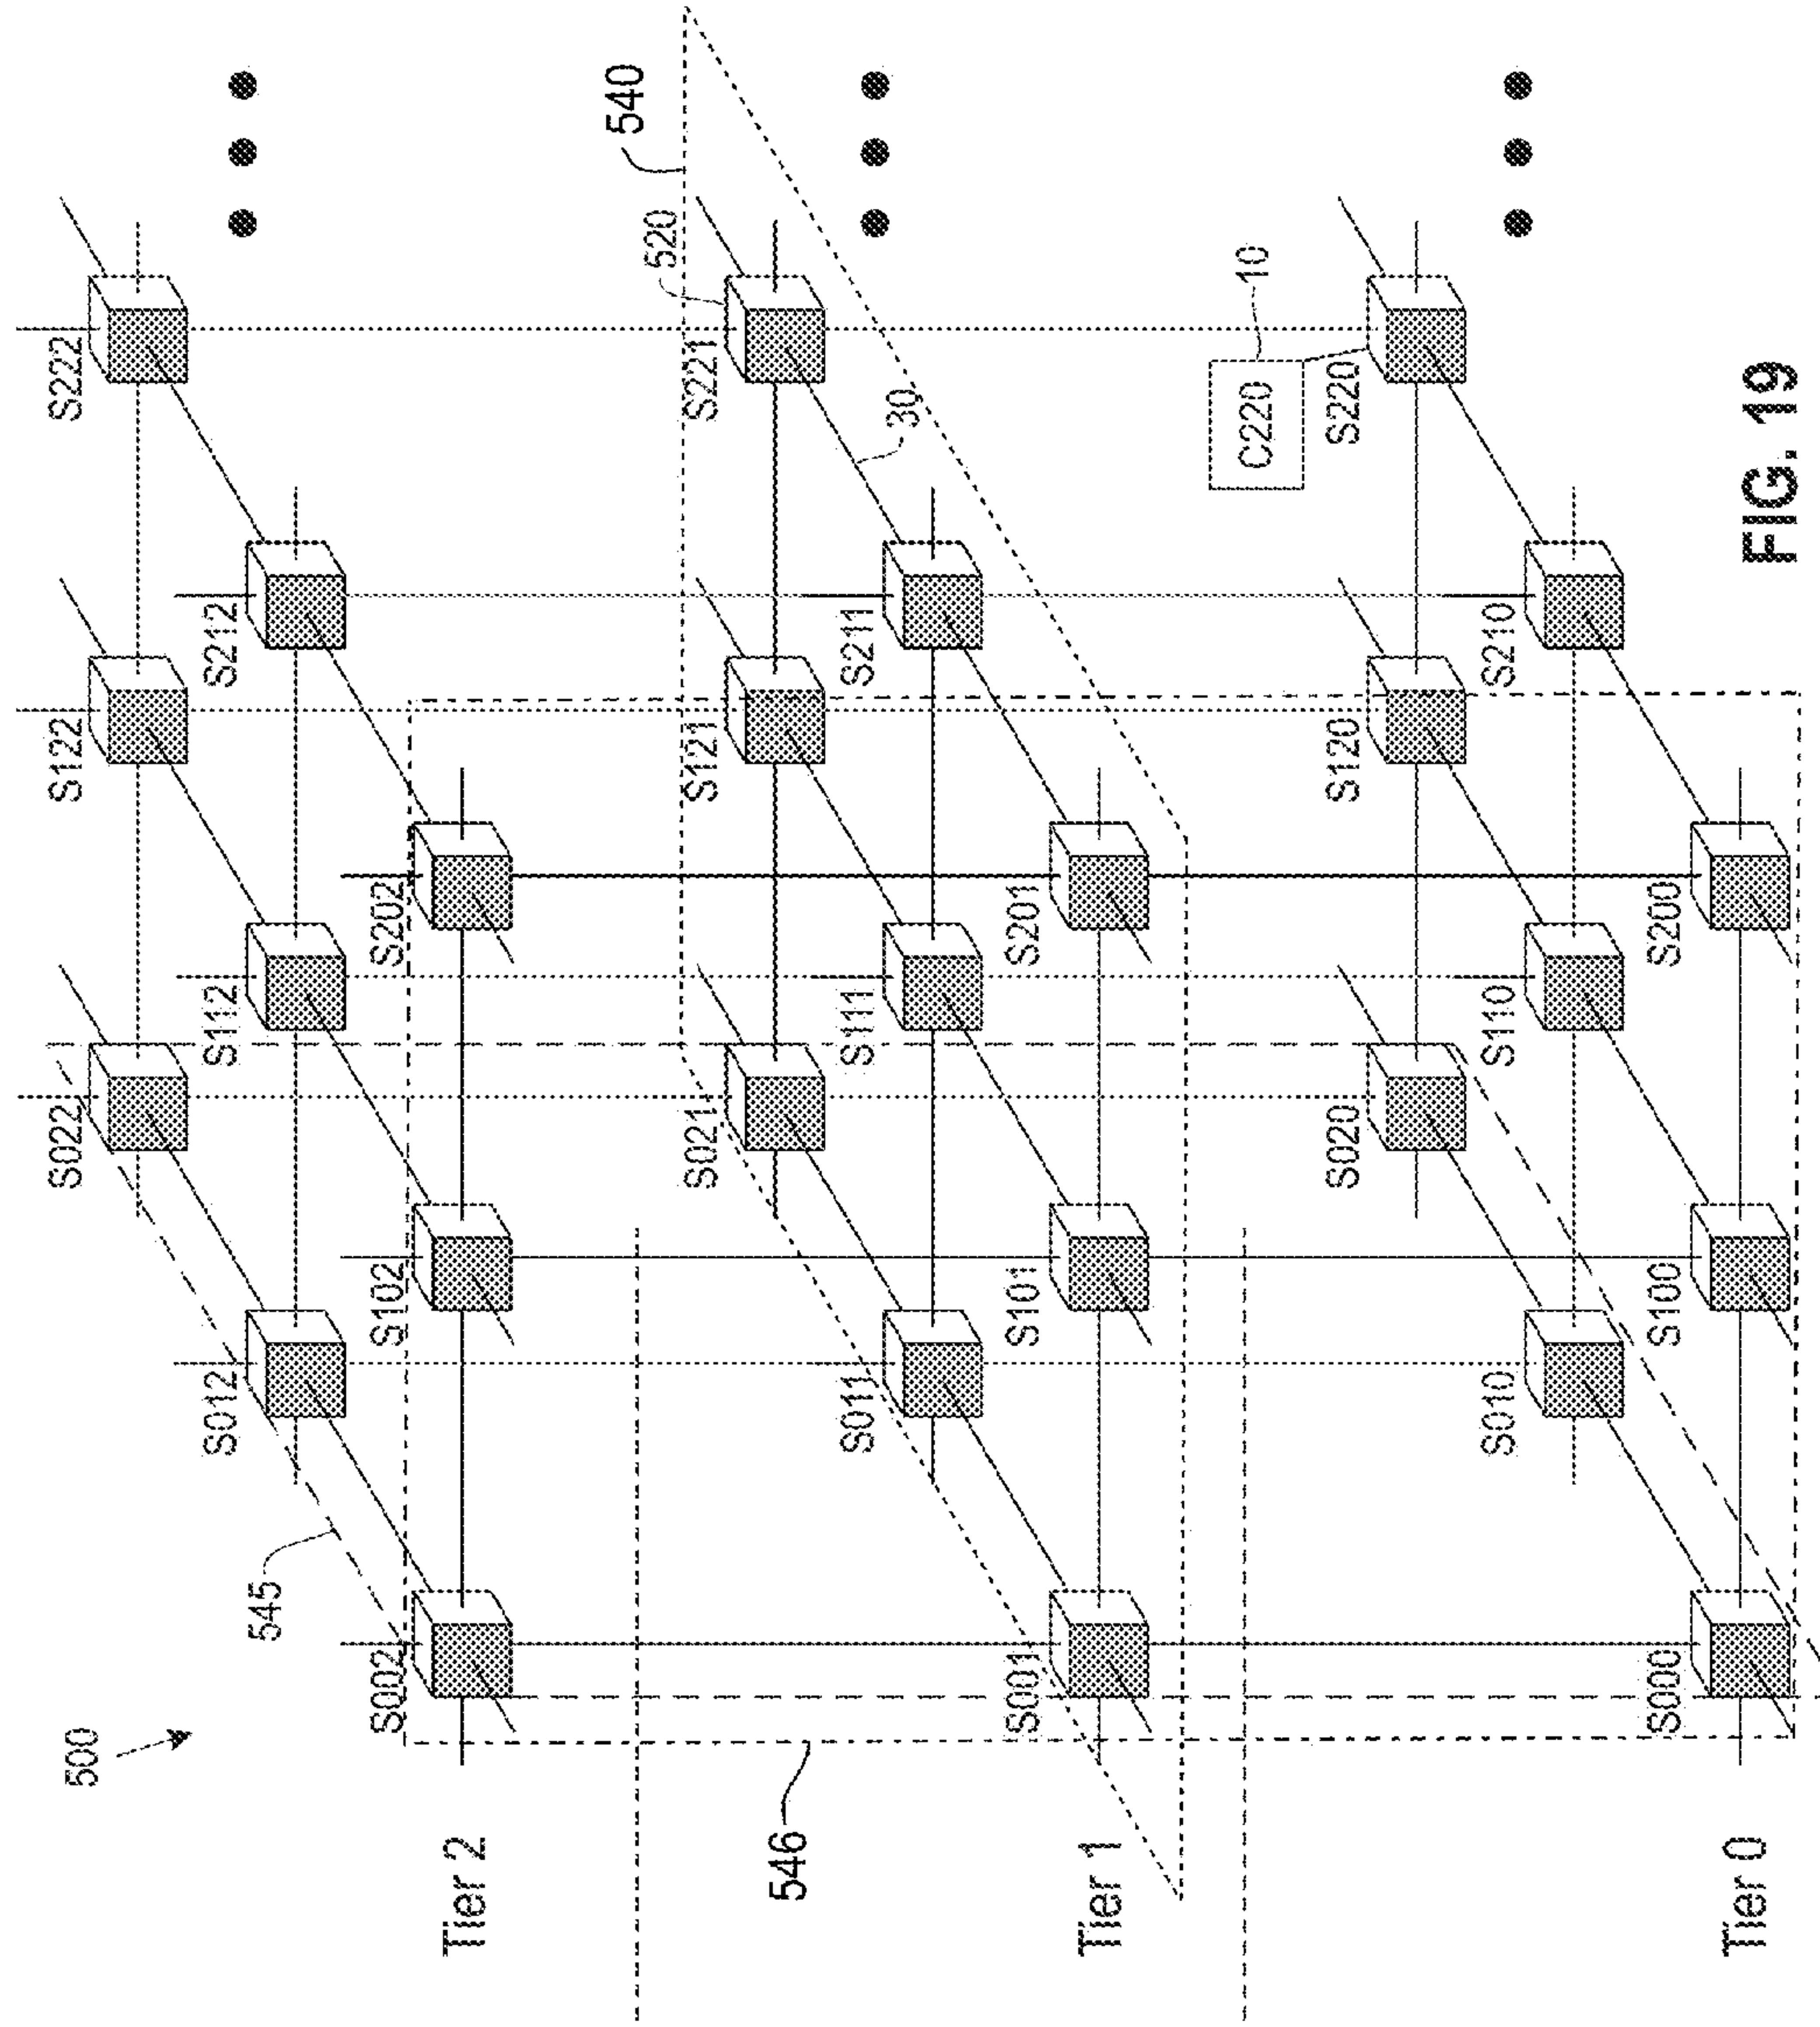 500
S022 S122 S222
S012 S112 S212
545
S002 S102 S202
Tier 2
540
520
S021 S121 S221
546
S011 S111 S211
30
S001 S101 S201
Tier 1
10
C220
S020 S120 S220
S010 S110 S210
S000 S100 S200
Tier 0
FIG. 19